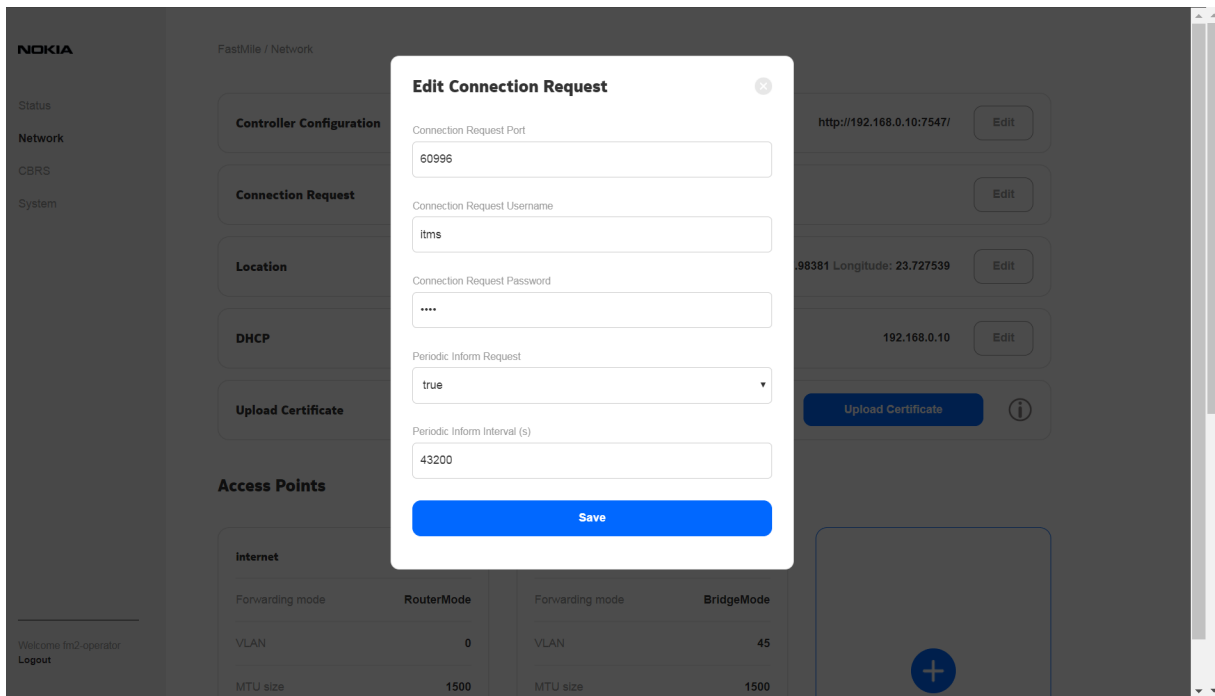 NOKIA
FastMile / Network
Status
Network
CBRS
System
Welcome fm2-operator
Logout
Edit Connection Request
Connection Request Port
60996
Connection Request Username
itms
Connection Request Password
••••
Periodic Inform Request
true
Periodic Inform Interval (s)
43200
Save
Controller Configuration http://192.168.0.10:7547/ Edit
Connection Request Edit
Location .98381 Longitude: 23.727539 Edit
DHCP 192.168.0.10 Edit
Upload Certificate Upload Certificate
Access Points
internet
Forwarding mode RouterMode
VLAN 0
MTU size 1500
Forwarding mode BridgeMode
VLAN 45
MTU size 1500